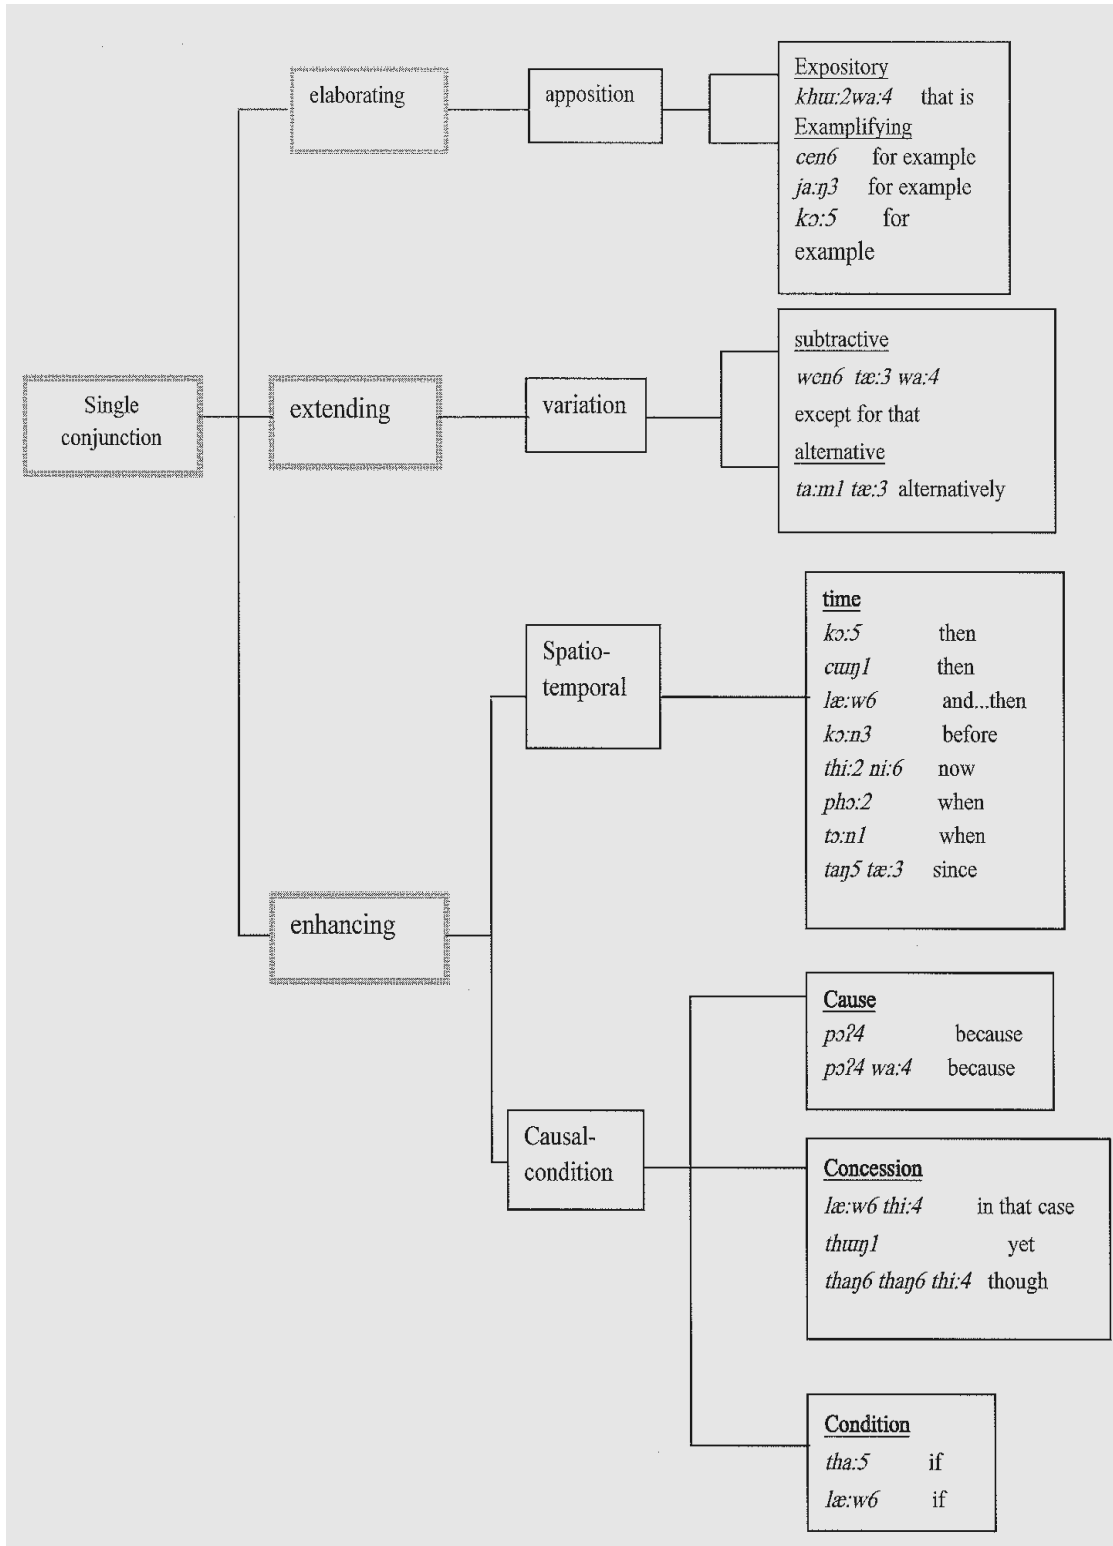 Single
conjunction
elaborating
apposition
Expository
khɯ:2wa:4 that is
Examplifying
cen6 for example
ja:ŋ3 for example
kɔ:5 for
example
extending
variation
subtractive
wen6 tæ:3 wa:4
except for that
alternative
ta:m1 tæ:3 alternatively
enhancing
Spatio-
temporal
time
kɔ:5 then
cɯŋ1 then
læ:w6 and...then
kɔ:n3 before
thi:2 ni:6 now
phɔ:2 when
tɔ:n1 when
taŋ5 tæ:3 since
Causal-
condition
Cause
pɔʔ4 because
pɔʔ4 wa:4 because
Concession
læ:w6 thi:4 in that case
thɯŋ1 yet
thaŋ6 thaŋ6 thi:4 though
Condition
tha:5 if
læ:w6 if